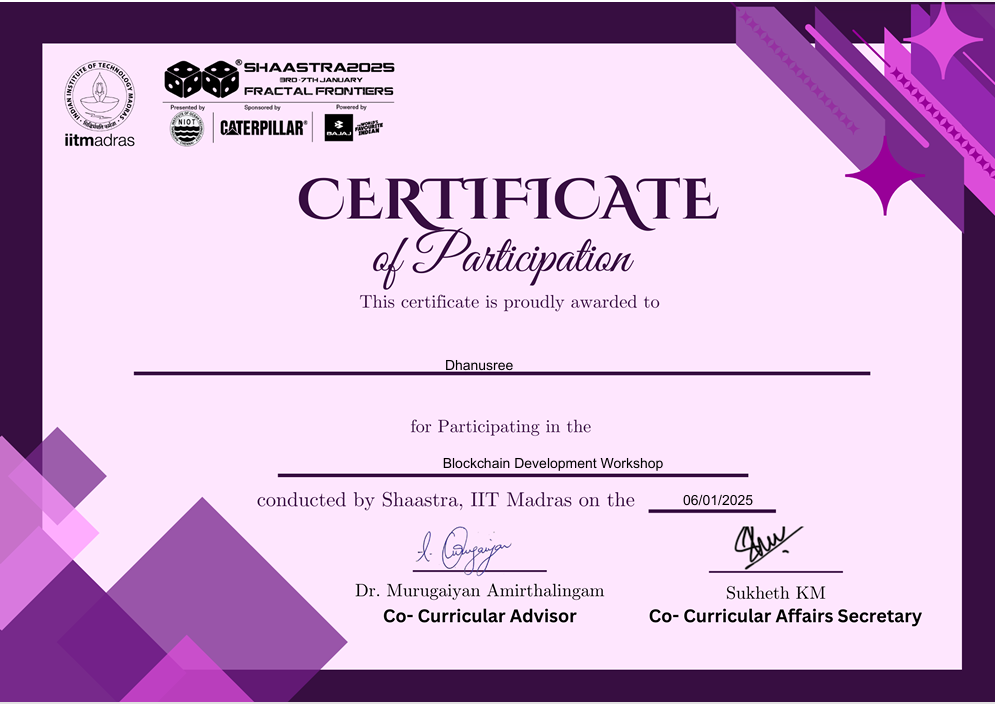 INDIAN INSTITUTE OF TECHNOLOGY MADRAS
iitmadras
SHAASTRA2025
3RD-7TH JANUARY
FRACTAL FRONTIERS
Presented by
Sponsored by
Powered by
NIOT
CATERPILLAR®
BAJAJ
THE WORLD'S FAVOURITE INDIAN
CERTIFICATE
of Participation
This certificate is proudly awarded to
Dhanusree
for Participating in the
Blockchain Development Workshop
conducted by Shaastra, IIT Madras on the 06/01/2025
Dr. Murugaiyan Amirthalingam
Co- Curricular Advisor
Sukheth KM
Co- Curricular Affairs Secretary